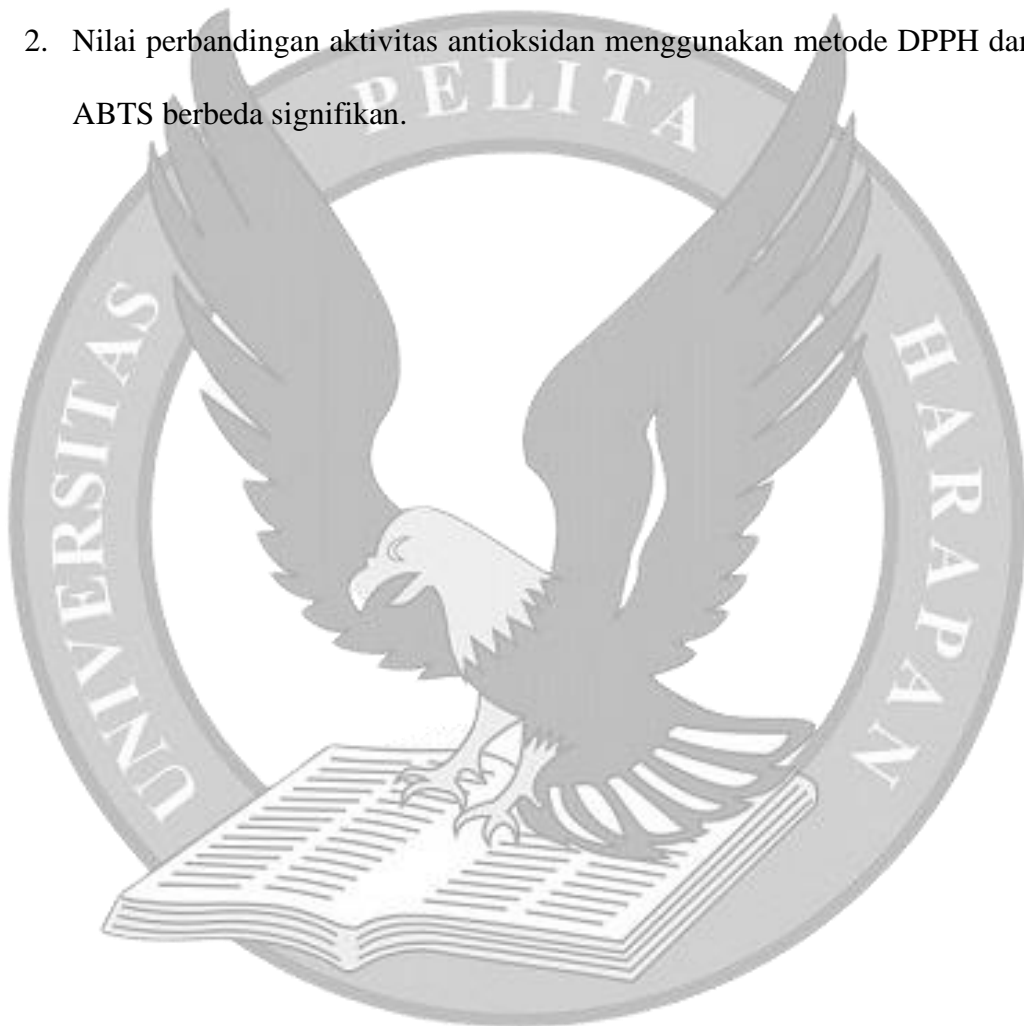 2. Nilai perbandingan aktivitas antioksidan menggunakan metode DPPH dan
ABTS berbeda signifikan.
UNIVERSITAS PELITA HARAPAN